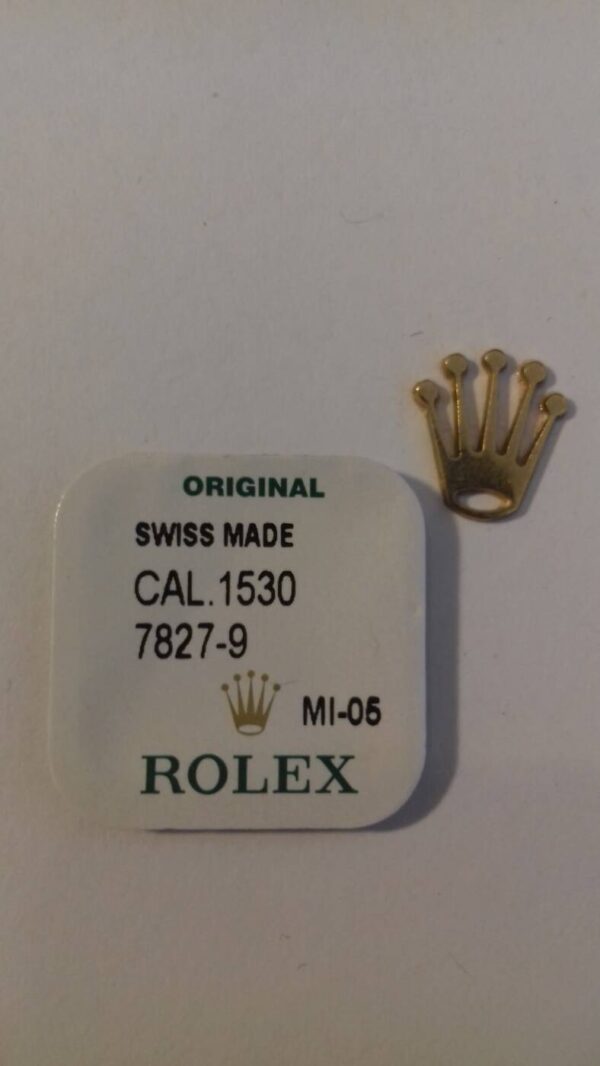 ORIGINAL
SWISS MADE
CAL.1530
7827-9
MI-05
ROLEX